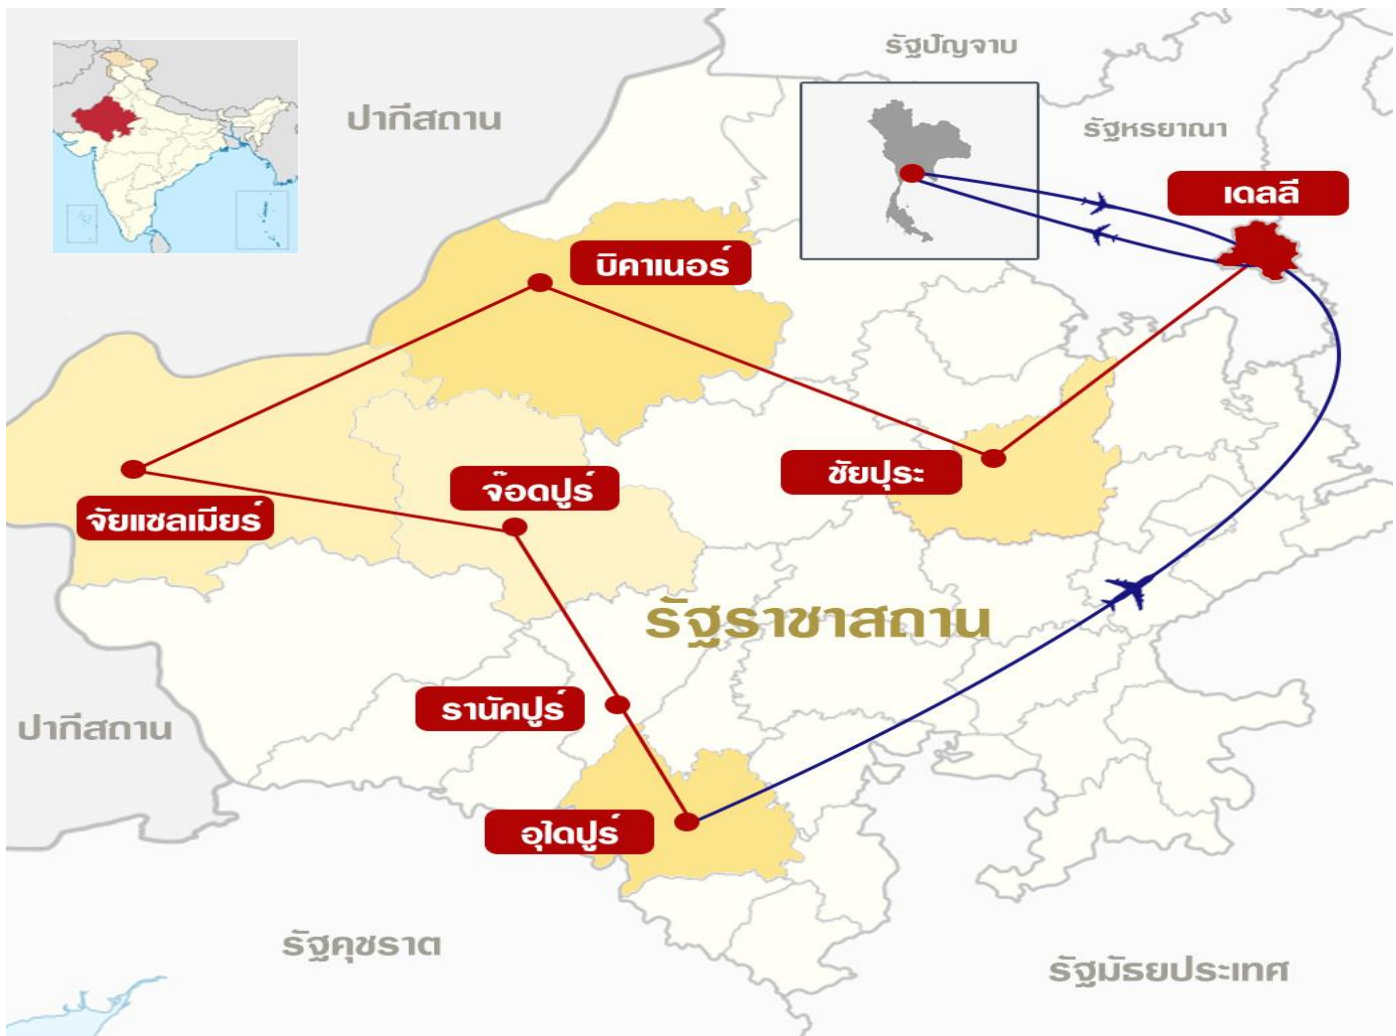 รัฐปัญจาบ
ปากีสถาน
รัฐหรยาณา
เดลลี
บิคาเนอร์
ชัยปุระ
จ๊อดปูร์
จัยแซลเมียร์
รัฐราชาสถาน
รานัคปูร์
ปากีสถาน
อุไดปูร์
รัฐคุชราต
รัฐมัธยประเทศ